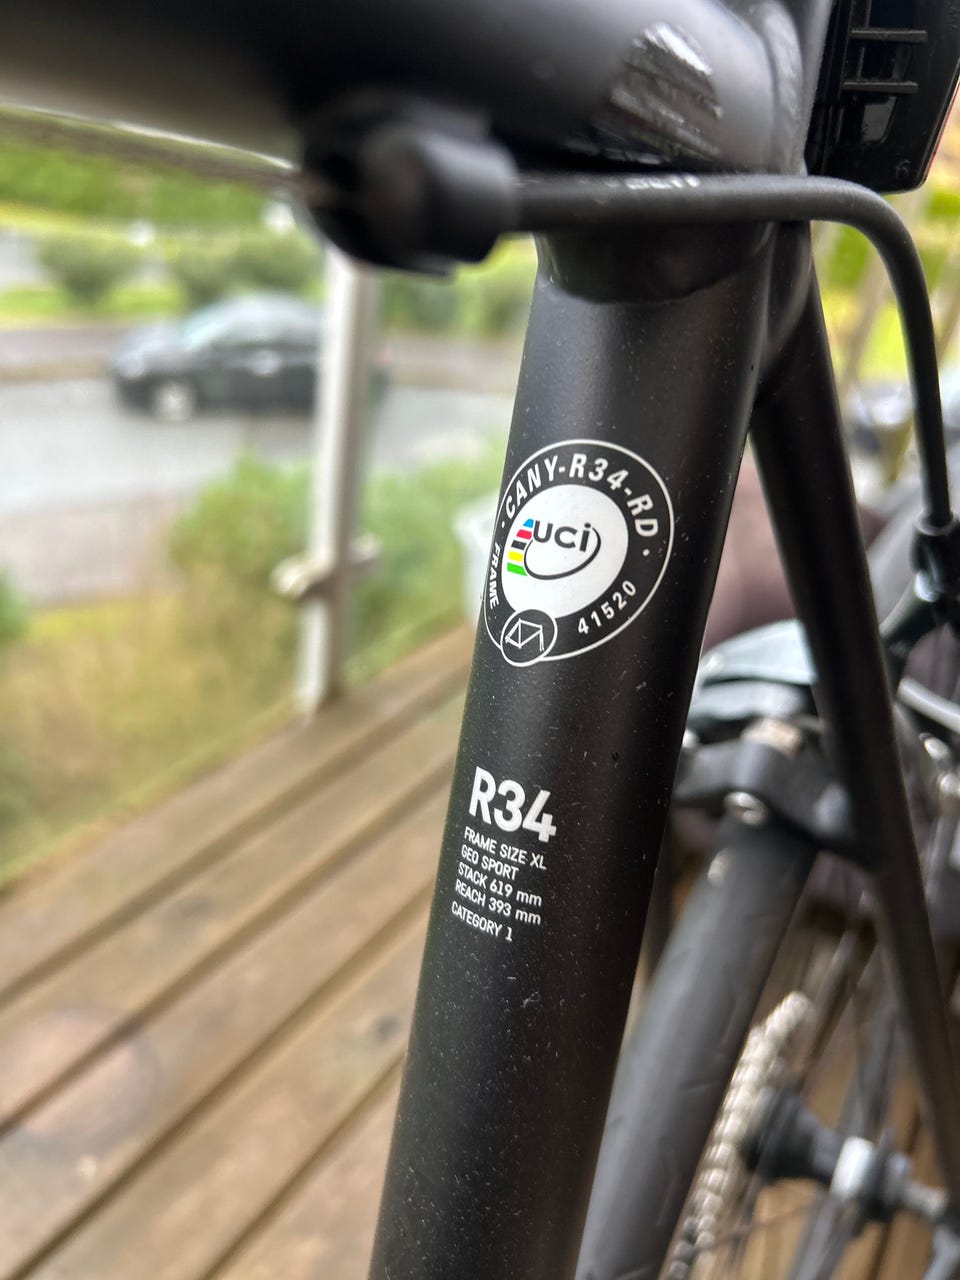 CANY-R34-RD
UCI
FRAME
41520
R34
FRAME SIZE XL
GEO SPORT
STACK 619 mm
REACH 393 mm
CATEGORY 1